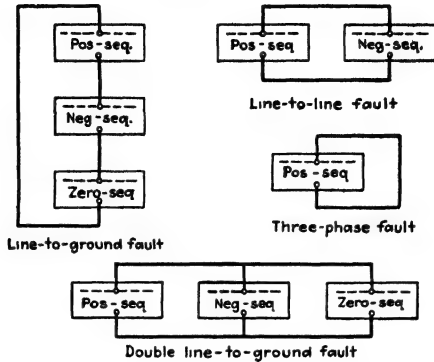 Pos-seq.
Neg-seq.
Zero-seq
Line-to-ground fault
Pos-seq Neg-seq.
Line-to-line fault
Pos-seq
Three-phase fault
Pos-seq Neg-seq Zero-seq
Double line-to-ground fault